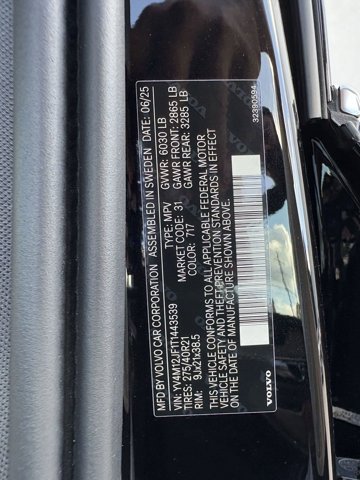 MFD BY VOLVO CAR CORPORATION ASSEMBLED IN SWEDEN DATE: 06/25
VIN: YV4M12JF1T1443539 TYPE: MPV GVWR: 6030 LB
TIRES: 275/40R21 MARKET CODE: 31 GAWR FRONT: 2865 LB
RIM: 9Jx21x38.5 COLOR: 717 GAWR REAR: 3285 LB
THIS VEHICLE CONFORMS TO ALL APPLICABLE FEDERAL MOTOR
VEHICLE SAFETY AND THEFT PREVENTION STANDARDS IN EFFECT
ON THE DATE OF MANUFACTURE SHOWN ABOVE.
VOLVO
32390594